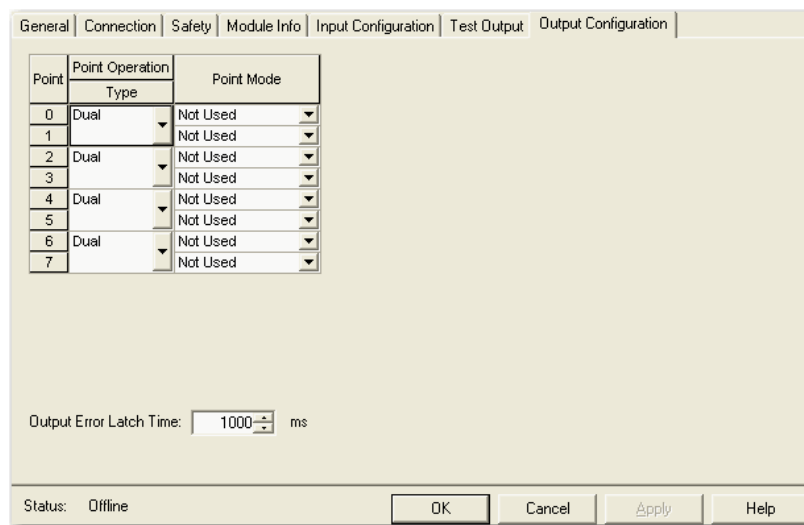 General Connection Safety Module Info Input Configuration Test Output Output Configuration
Point Point Operation Point Mode
Type
0 Dual Not Used
1 Not Used
2 Dual Not Used
3 Not Used
4 Dual Not Used
5 Not Used
6 Dual Not Used
7 Not Used
Output Error Latch Time: 1000 ms
Status: Offline OK Cancel Apply Help